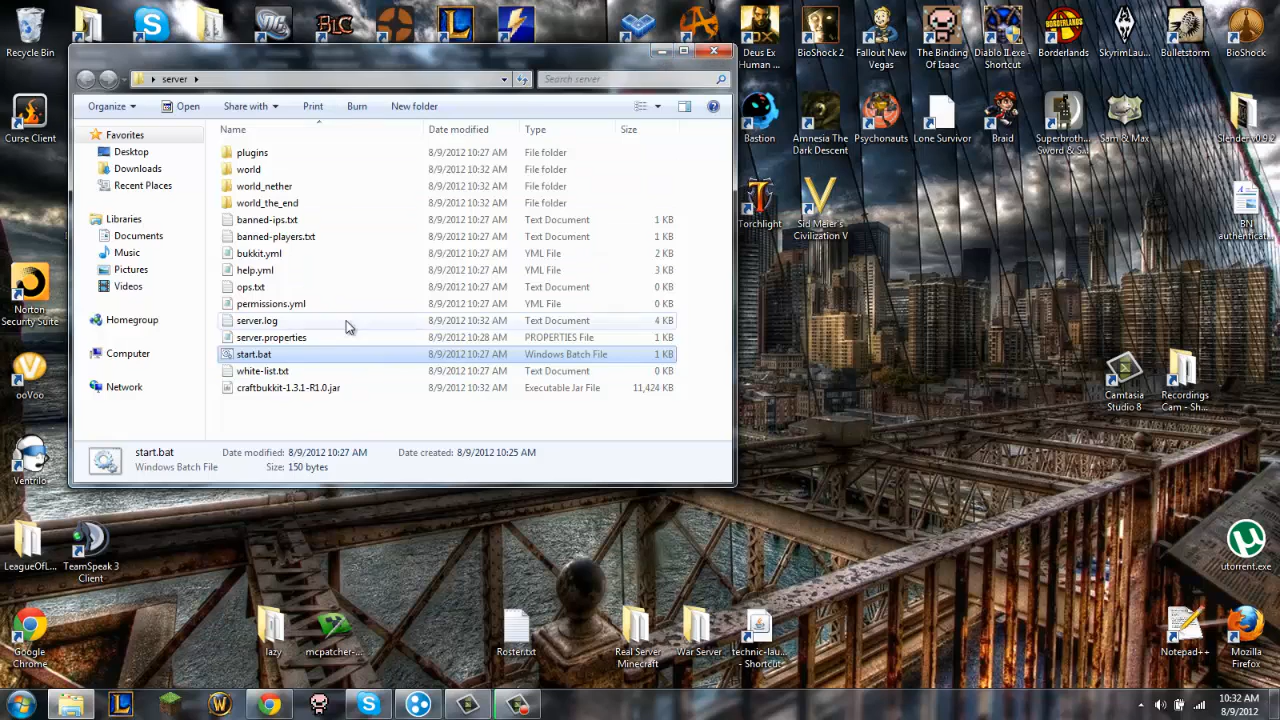 Recycle Bin
BLC
Deus Ex Human ...
BioShock 2
Fallout New Vegas
The Binding Of Isaac
Diablo II.exe - Shortcut
Borderlands
SkyrimLau...
Bulletstorm
BioShock
server
Search server
Organize
Open
Share with
Print
Burn
New folder
Curse Client
Favorites
Desktop
Downloads
Recent Places
Libraries
Documents
Music
Pictures
Videos
Homegroup
Computer
Network
Name Date modified Type Size
plugins 8/9/2012 10:27 AM File folder
world 8/9/2012 10:32 AM File folder
world_nether 8/9/2012 10:32 AM File folder
world_the_end 8/9/2012 10:32 AM File folder
banned-ips.txt 8/9/2012 10:27 AM Text Document 1 KB
banned-players.txt 8/9/2012 10:27 AM Text Document 1 KB
bukkit.yml 8/9/2012 10:27 AM YML File 2 KB
help.yml 8/9/2012 10:27 AM YML File 3 KB
ops.txt 8/9/2012 10:27 AM Text Document 0 KB
permissions.yml 8/9/2012 10:27 AM YML File 0 KB
server.log 8/9/2012 10:32 AM Text Document 4 KB
server.properties 8/9/2012 10:28 AM PROPERTIES File 1 KB
start.bat 8/9/2012 10:27 AM Windows Batch File 1 KB
white-list.txt 8/9/2012 10:27 AM Text Document 0 KB
craftbukkit-1.3.1-R1.0.jar 8/9/2012 10:32 AM Executable Jar File 11,424 KB
start.bat Date modified: 8/9/2012 10:27 AM Date created: 8/9/2012 10:25 AM
Windows Batch File Size: 150 bytes
Bastion
Amnesia The Dark Descent
Psychonauts
Lone Survivor
Braid
Superbroth... Sword & S...
Sam & Max
Slender v0.9.2
Torchlight
Sid Meier's Civilization V
BN authenticat...
Norton Security Suite
ooVoo
Ventrilo
Camtasia Studio 8
Recordings Cam - Sh...
LeagueOfL...
TeamSpeak 3 Client
utorrent.exe
Google Chrome
lazy
mcpatcher-...
Roster.txt
Real Server Minecraft
War Server
technic-lau... - Shortcut
Notepad++
Mozilla Firefox
10:32 AM
8/9/2012